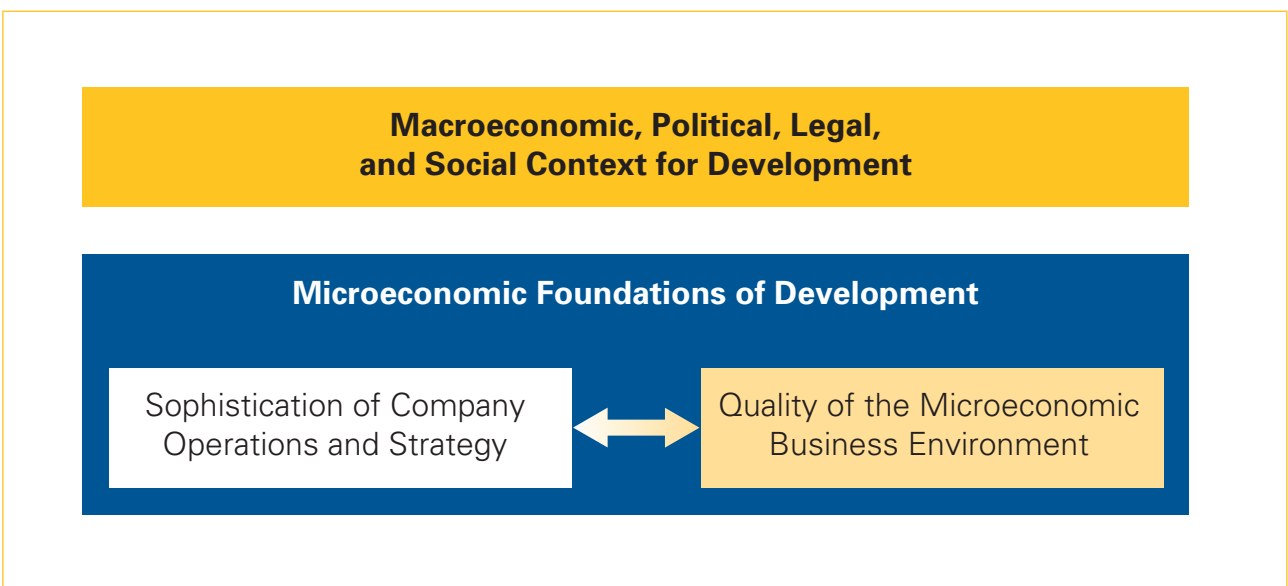 Macroeconomic, Political, Legal,
and Social Context for Development
Microeconomic Foundations of Development
Sophistication of Company
Operations and Strategy
Quality of the Microeconomic
Business Environment